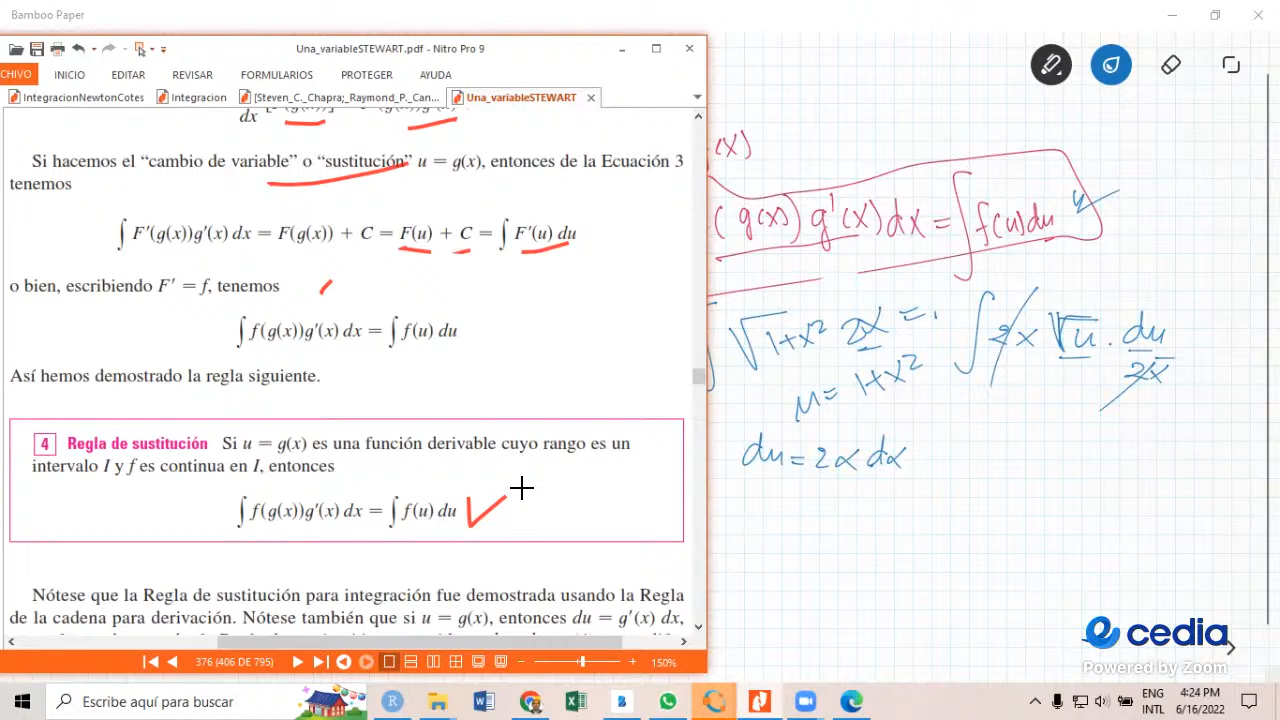 Bamboo Paper
Una_variableSTEWART.pdf - Nitro Pro 9
CHIVO INICIO EDITAR REVISAR FORMULARIOS PROTEGER AYUDA
IntegracionNewtonCotes Integracion [Steven_C._Chapra;_Raymond_P._Can... Una_variableSTEWART
dx
Si hacemos el “cambio de variable” o “sustitución” u = g(x), entonces de la Ecuación 3
tenemos
∫ F′(g(x))g′(x) dx = F(g(x)) + C = F(u) + C = ∫ F′(u) du
o bien, escribiendo F′ = f, tenemos
∫ f(g(x))g′(x) dx = ∫ f(u) du
Así hemos demostrado la regla siguiente.
4 Regla de sustitución Si u = g(x) es una función derivable cuyo rango es un
intervalo I y f es continua en I, entonces
∫ f(g(x))g′(x) dx = ∫ f(u) du
Nótese que la Regla de sustitución para integración fue demostrada usando la Regla
de la cadena para derivación. Nótese también que si u = g(x), entonces du = g′(x) dx,
376 (406 DE 795)
150%
(x)
(g(x)) g'(x)dx = ∫ f(u)du
√1+x² 2x = ∫ 2x √u . du
2x
u = 1+x²
du = 2x dx
cedia
Powered by Zoom
Escribe aquí para buscar
ENG
INTL
4:24 PM
6/16/2022